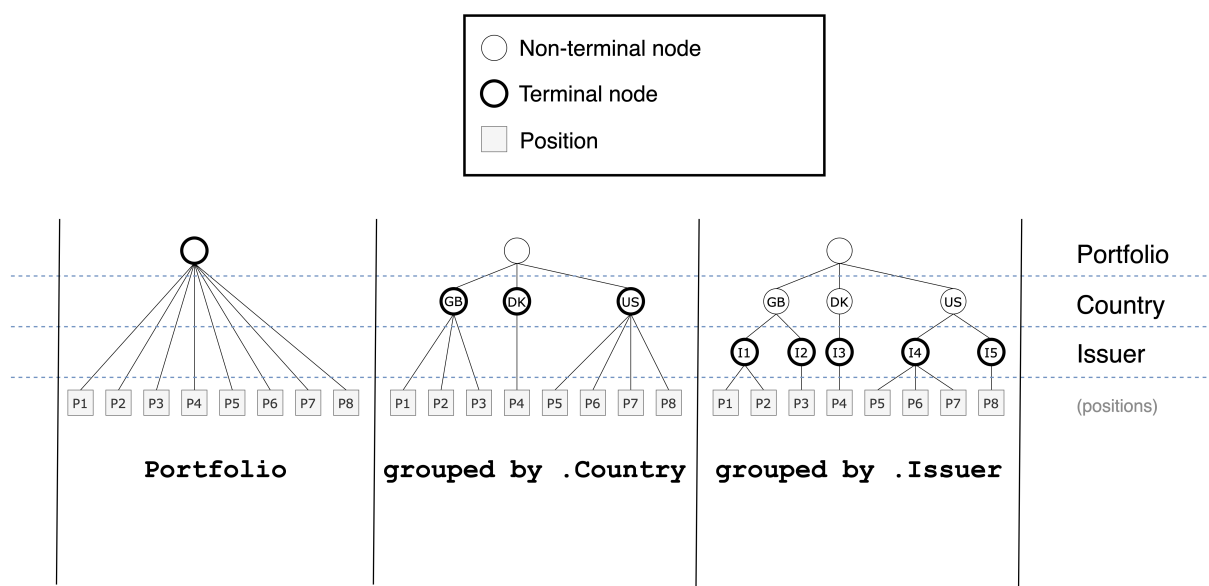 Non-terminal node
Terminal node
Position
Portfolio
GB DK US GB DK US Country
I1 I2 I3 I4 I5 Issuer
P1 P2 P3 P4 P5 P6 P7 P8 P1 P2 P3 P4 P5 P6 P7 P8 P1 P2 P3 P4 P5 P6 P7 P8 (positions)
Portfolio grouped by .Country grouped by .Issuer